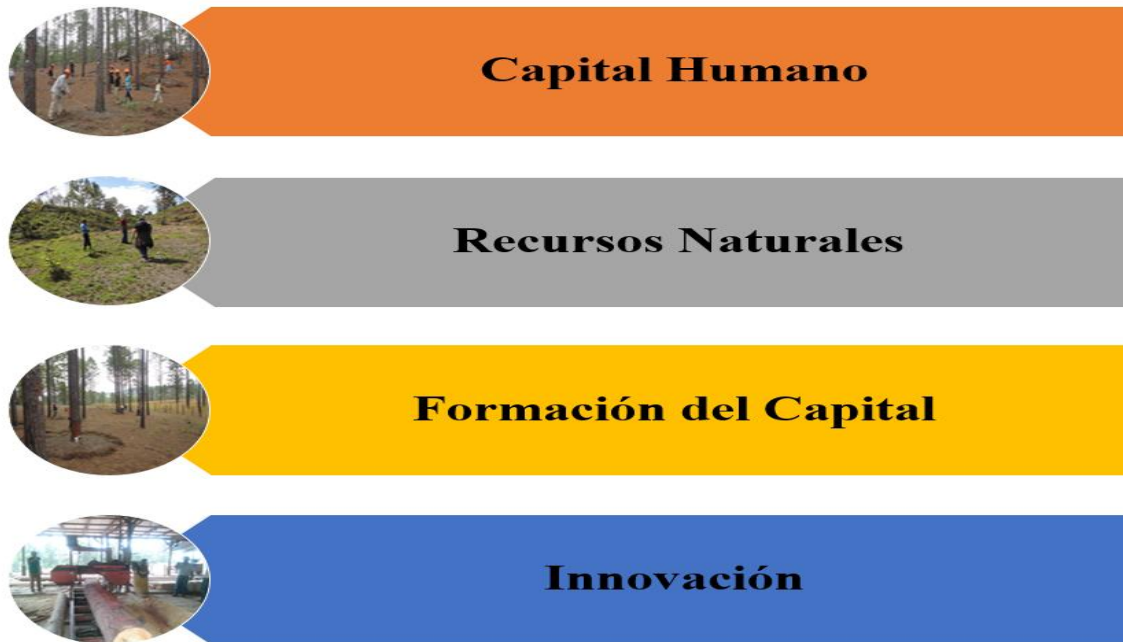 Capital Humano
Recursos Naturales
Formación del Capital
Innovación